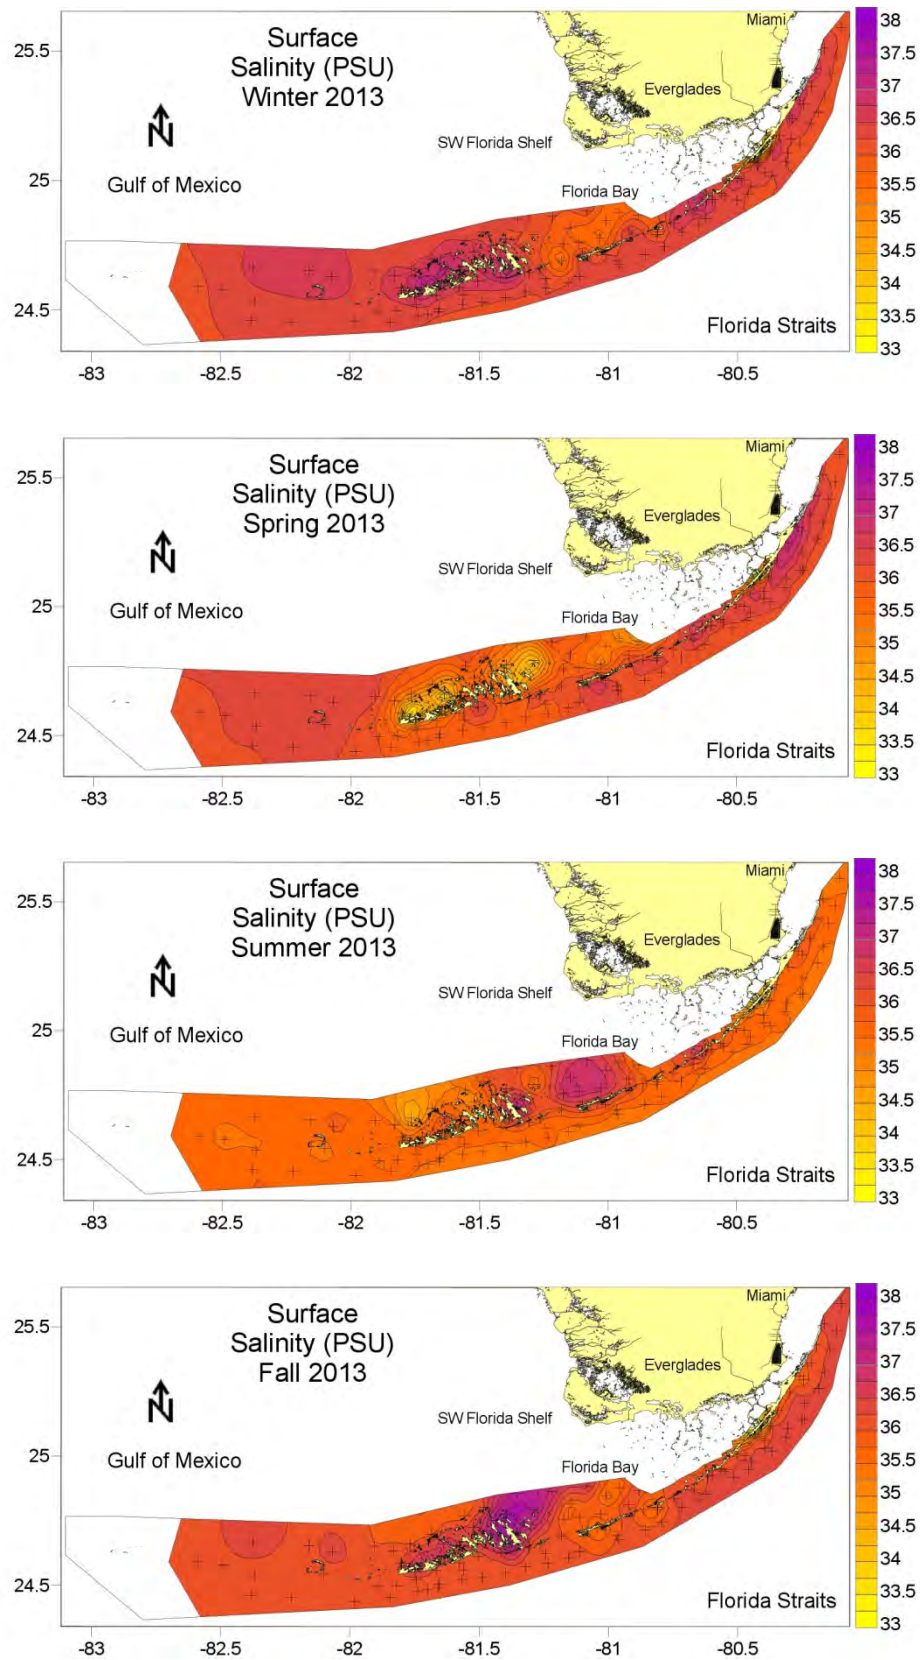 Surface
Salinity (PSU)
Winter 2013
Miami
Everglades
SW Florida Shelf
Florida Bay
Gulf of Mexico
Florida Straits
N
25.5
25
24.5
-83
-82.5
-82
-81.5
-81
-80.5
38
37.5
37
36.5
36
35.5
35
34.5
34
33.5
33
Surface
Salinity (PSU)
Spring 2013
Miami
Everglades
SW Florida Shelf
Florida Bay
Gulf of Mexico
Florida Straits
N
25.5
25
24.5
-83
-82.5
-82
-81.5
-81
-80.5
38
37.5
37
36.5
36
35.5
35
34.5
34
33.5
33
Surface
Salinity (PSU)
Summer 2013
Miami
Everglades
SW Florida Shelf
Florida Bay
Gulf of Mexico
Florida Straits
N
25.5
25
24.5
-83
-82.5
-82
-81.5
-81
-80.5
38
37.5
37
36.5
36
35.5
35
34.5
34
33.5
33
Surface
Salinity (PSU)
Fall 2013
Miami
Everglades
SW Florida Shelf
Florida Bay
Gulf of Mexico
Florida Straits
N
25.5
25
24.5
-83
-82.5
-82
-81.5
-81
-80.5
38
37.5
37
36.5
36
35.5
35
34.5
34
33.5
33